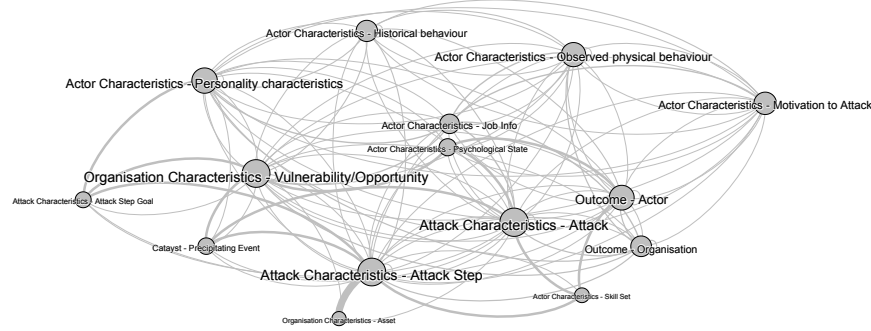 Actor Characteristics - Historical behaviour
Actor Characteristics - Observed physical behaviour
Actor Characteristics - Personality characteristics
Actor Characteristics - Motivation to Attack
Actor Characteristics - Job Info
Actor Characteristics - Psychological State
Organisation Characteristics - Vulnerability/Opportunity
Attack Characteristics - Attack Step Goal
Outcome - Actor
Attack Characteristics - Attack
Catayst - Precipitating Event
Outcome - Organisation
Attack Characteristics - Attack Step
Actor Characteristics - Skill Set
Organisation Characteristics - Asset